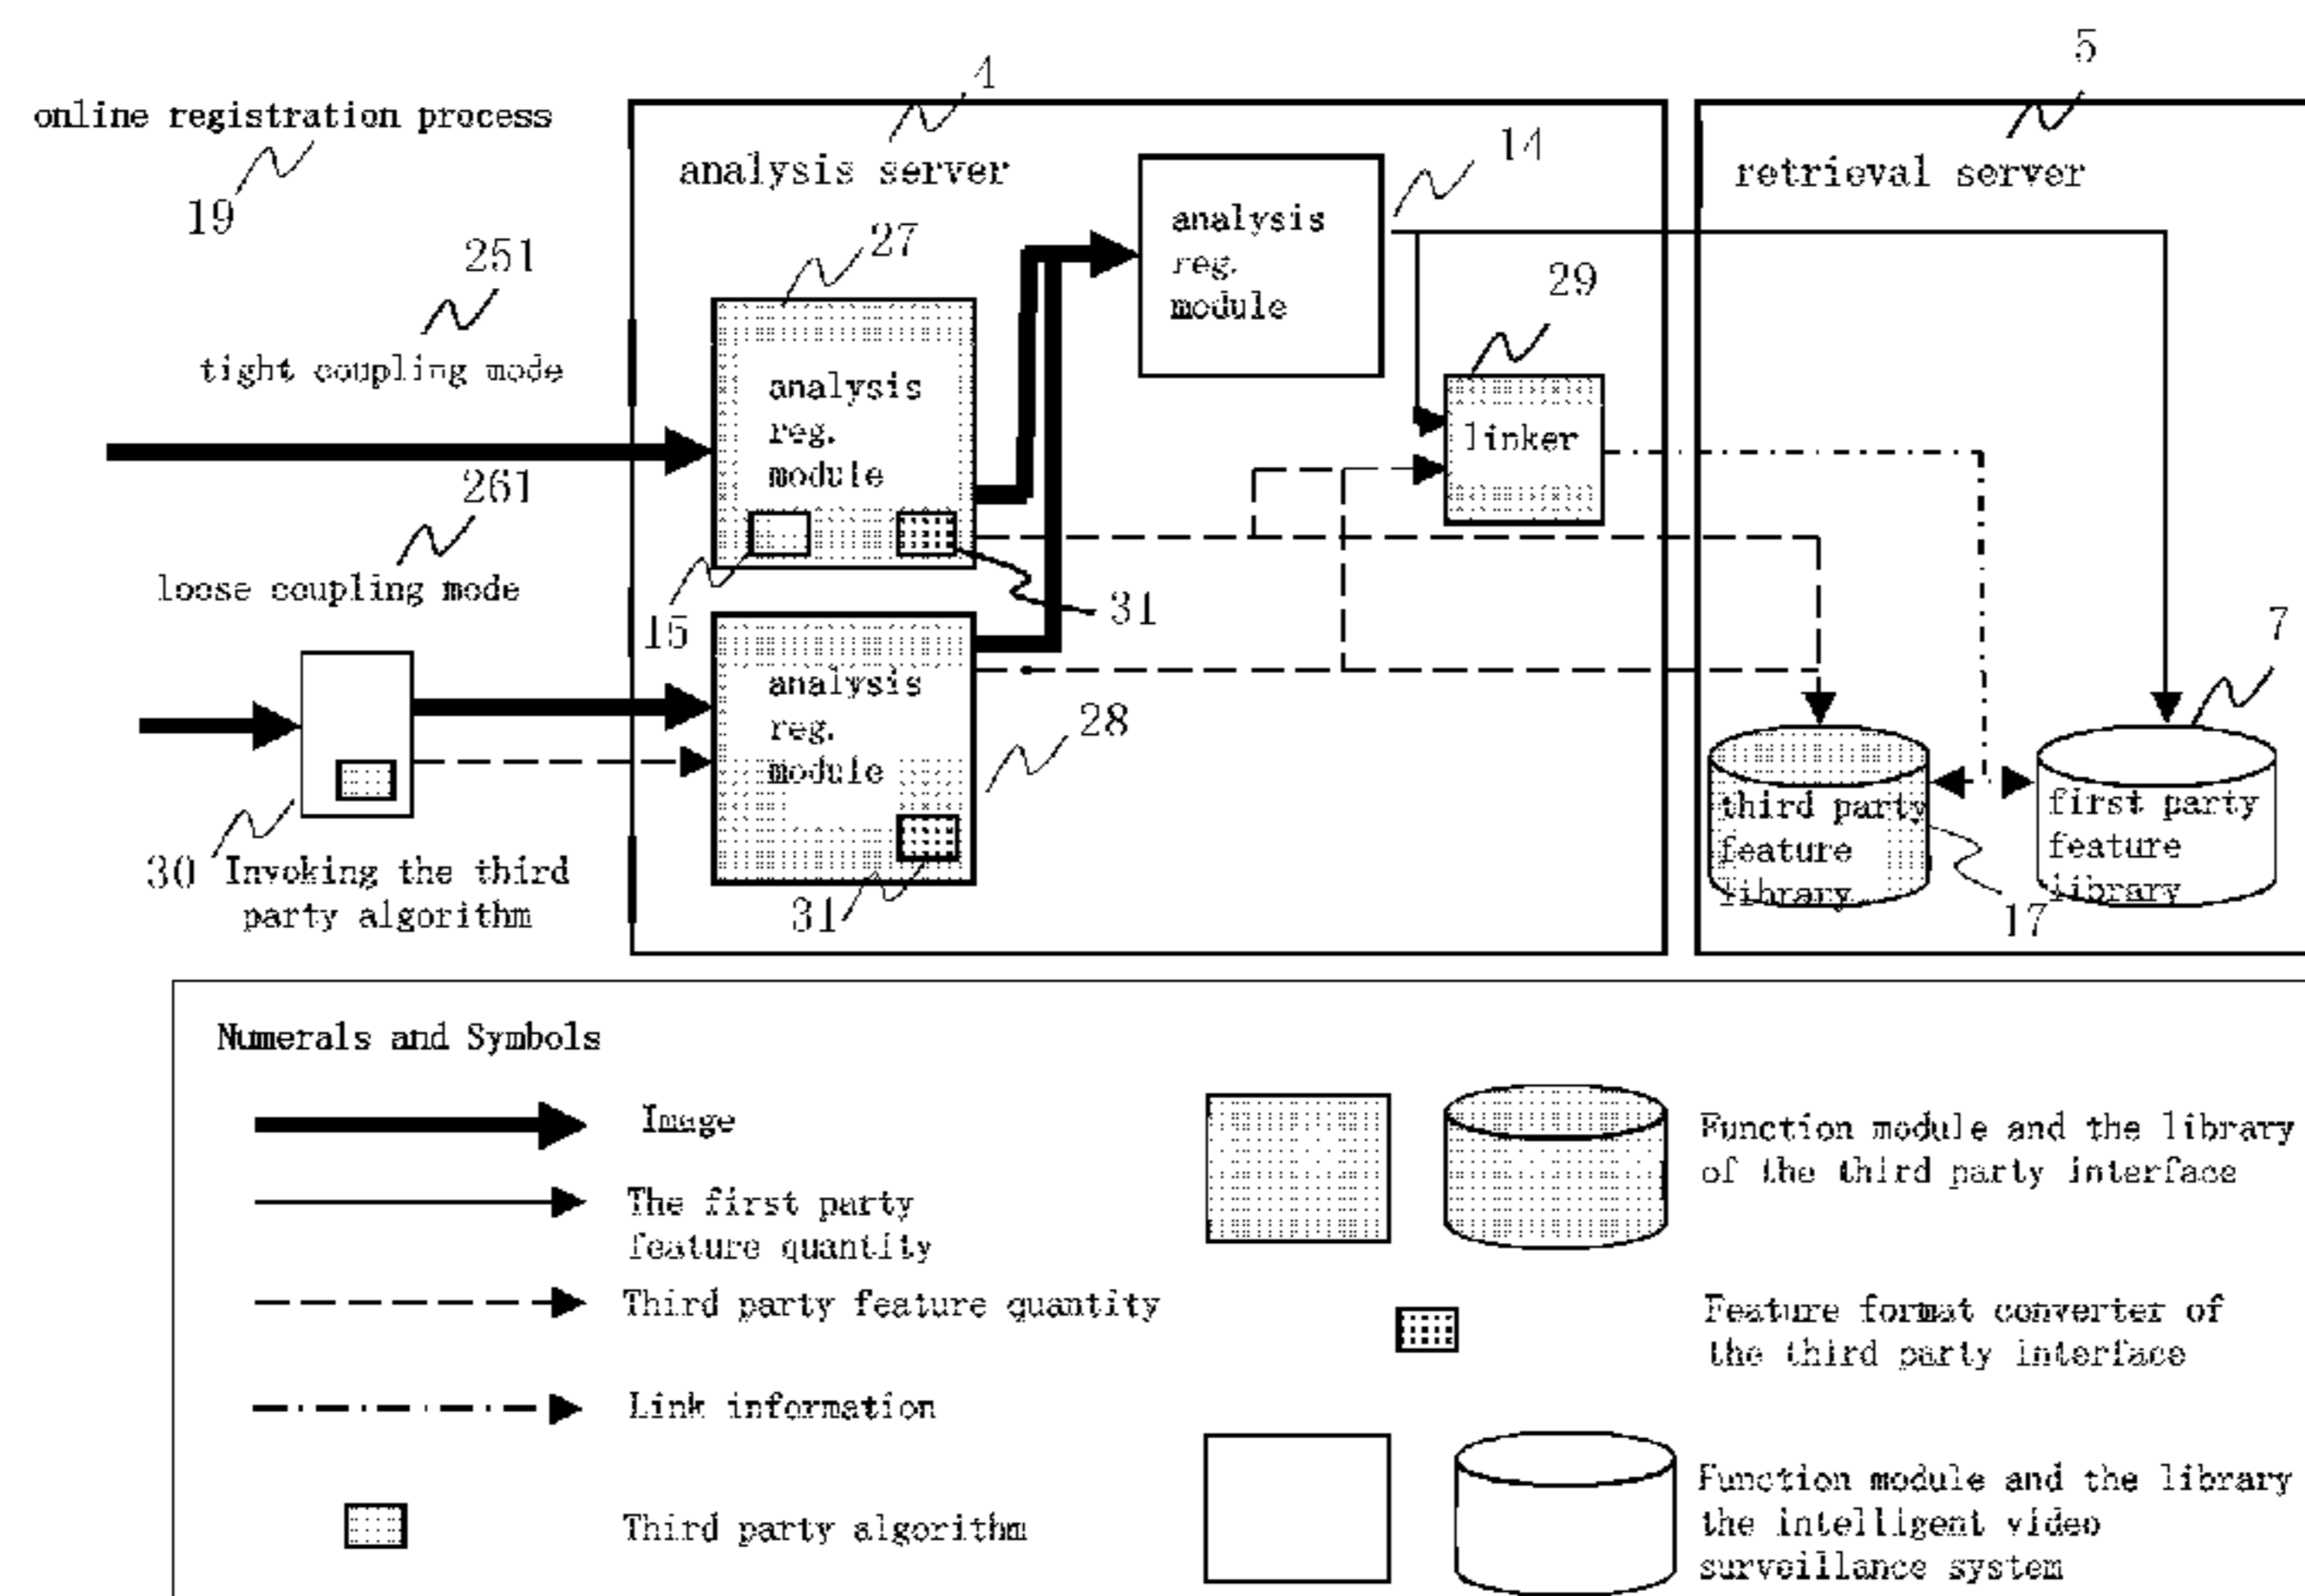 5
4
online registration process
19
analysis server
14
retrieval server
27
analysis
reg.
module
251
29
tight coupling mode
analysis
reg.
module
linker
261
loose coupling mode
15
31
7
analysis
reg.
module
28
third party
feature
library
first party
feature
library
30 Invoking the third
party algorithm
31
17
Numerals and Symbols
Image
The first party
feature quantity
Third party feature quantity
Link information
Third party algorithm
Function module and the library
of the third party interface
Feature format converter of
the third party interface
Function module and the library
the intelligent video
surveillance system